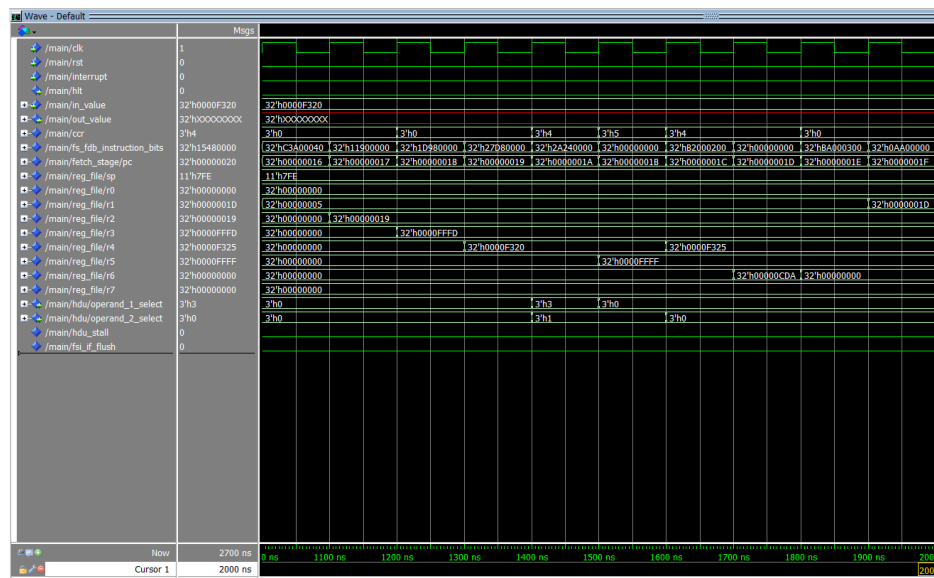 Wave - Default
Msgs
/main/clk 1
/main/rst 0
/main/interrupt 0
/main/hlt 0
/main/in_value 32'h0000F320 32'h0000F320
/main/out_value 32'hXXXXXXXX 32'hXXXXXXXX
/main/ccr 3'h4 3'h0 3'h0 3'h4 3'h5 3'h4 3'h0
/main/fs_fdb_instruction_bits 32'h15480000 32'hC3A00040 32'h11900000 32'h1D980000 32'h27D80000 32'h2A240000 32'h00000000 32'hB2000200 32'h00000000 32'hBA000300 32'h0AA00000
/main/fetch_stage/pc 32'h00000020 32'h00000016 32'h00000017 32'h00000018 32'h00000019 32'h0000001A 32'h0000001B 32'h0000001C 32'h0000001D 32'h0000001E 32'h0000001F
/main/reg_file/sp 11'h7FE 11'h7FE
/main/reg_file/r0 32'h00000000 32'h00000000
/main/reg_file/r1 32'h0000001D 32'h00000005 32'h0000001D
/main/reg_file/r2 32'h00000019 32'h00000000 32'h00000019
/main/reg_file/r3 32'h0000FFFD 32'h00000000 32'h0000FFFD
/main/reg_file/r4 32'h0000F325 32'h00000000 32'h0000F320 32'h0000F325
/main/reg_file/r5 32'h0000FFFF 32'h00000000 32'h0000FFFF
/main/reg_file/r6 32'h00000000 32'h00000000 32'h00000CDA 32'h00000000
/main/reg_file/r7 32'h00000000 32'h00000000
/main/hdu/operand_1_select 3'h3 3'h0 3'h3 3'h0
/main/hdu/operand_2_select 3'h0 3'h0 3'h1 3'h0
/main/hdu_stall 0
/main/fsi_if_flush 0
Now 2700 ns 0 ns 1100 ns 1200 ns 1300 ns 1400 ns 1500 ns 1600 ns 1700 ns 1800 ns 1900 ns 200
Cursor 1 2000 ns 200